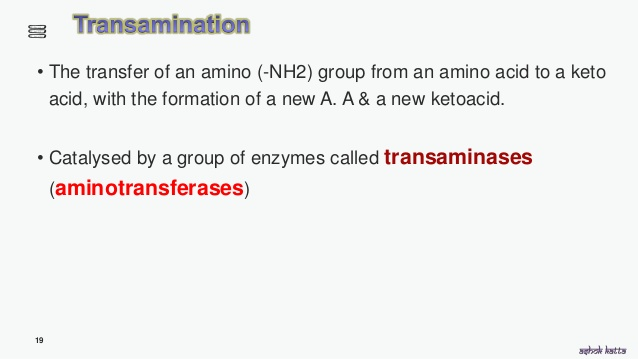 Transamination
• The transfer of an amino (-NH2) group from an amino acid to a keto
acid, with the formation of a new A. A & a new ketoacid.
• Catalysed by a group of enzymes called transaminases
(aminotransferases)
19
Ashok Katta